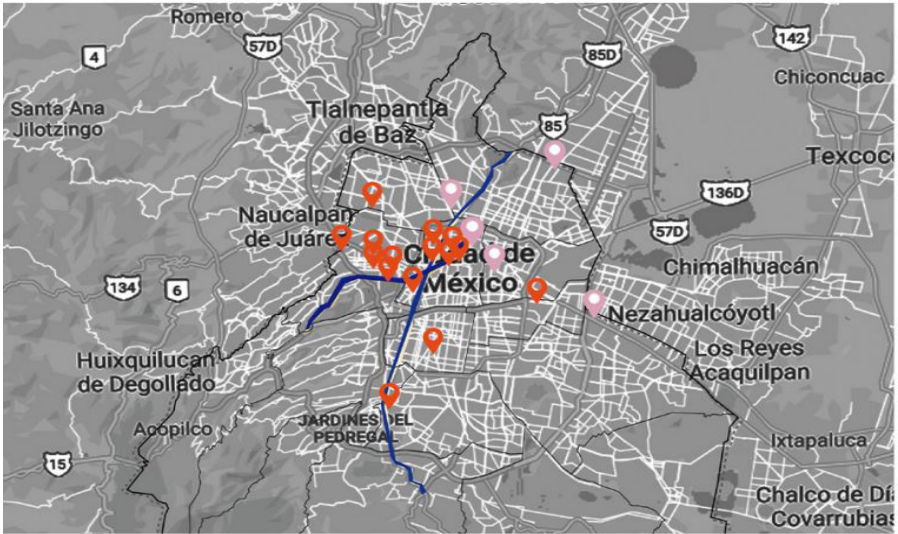 Romero
57D
4
85D
142
Chiconcuac
Santa Ana
Jilotzingo
Tlalnepantla
de Baz
85
Texcoco
136D
Naucalpan
de Juárez
57D
Ciudad de
México
Chimalhuacán
134
6
Nezahualcóyotl
Huixquilucan
de Degollado
Los Reyes
Acaquilpan
JARDINES DEL
PEDREGAL
Acopilco
Ixtapaluca
15
Chalco de Día
Covarrubias